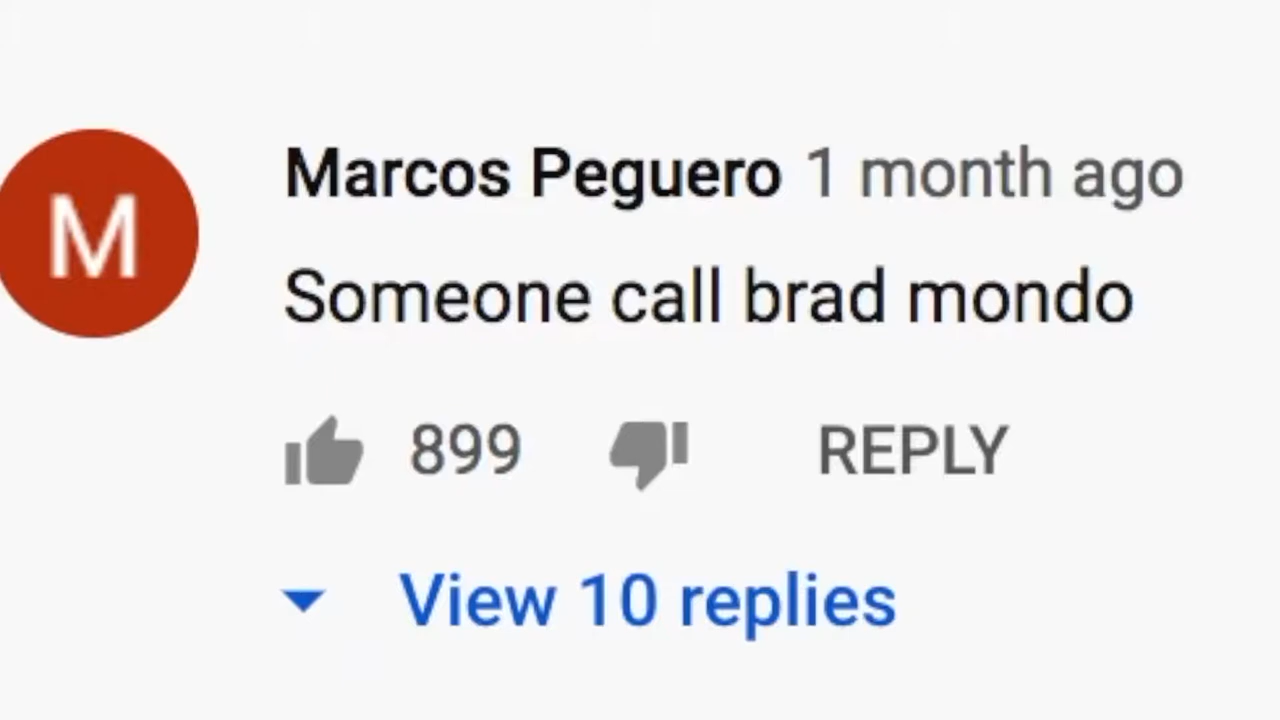 M
Marcos Peguero 1 month ago
Someone call brad mondo
899 REPLY
View 10 replies